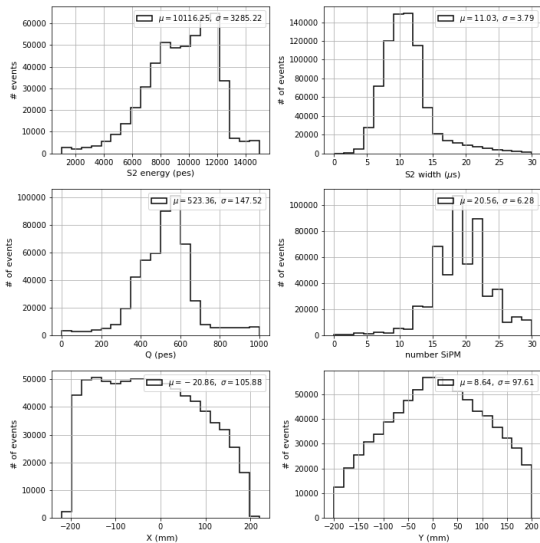 μ = 10116.25, σ = 3285.22
60000
50000
40000
30000
20000
10000
0
# events
2000 4000 6000 8000 10000 12000 14000
S2 energy (pes)
μ = 11.03, σ = 3.79
140000
120000
100000
80000
60000
40000
20000
0
# of events
0 5 10 15 20 25 30
S2 width (μs)
μ = 523.36, σ = 147.52
100000
80000
60000
40000
20000
0
# of events
0 200 400 600 800 1000
Q (pes)
μ = 20.56, σ = 6.28
100000
80000
60000
40000
20000
0
# of events
0 5 10 15 20 25 30
number SiPM
μ = −20.86, σ = 105.88
50000
40000
30000
20000
10000
0
# of events
−200 −100 0 100 200
X (mm)
μ = 8.64, σ = 97.61
50000
40000
30000
20000
10000
0
# of events
−200 −150 −100 −50 0 50 100 150 200
Y (mm)